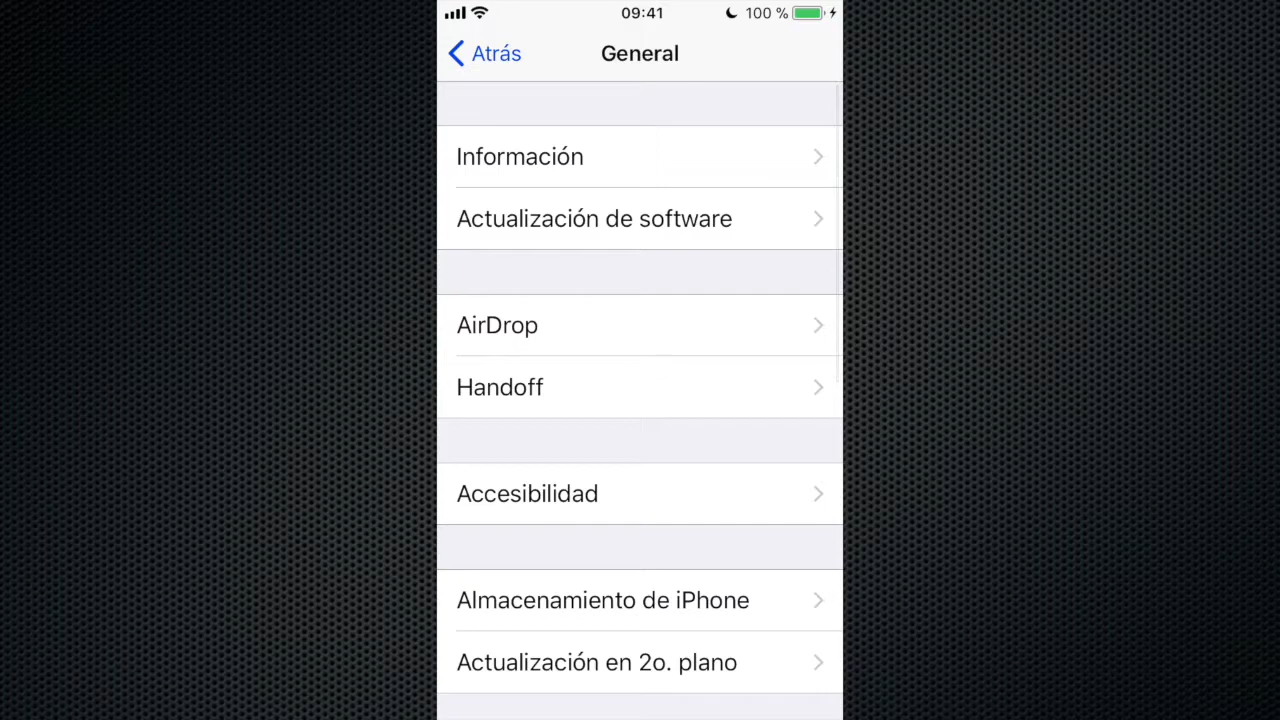 09:41
100 %
Atrás
General
Información
Actualización de software
AirDrop
Handoff
Accesibilidad
Almacenamiento de iPhone
Actualización en 2o. plano